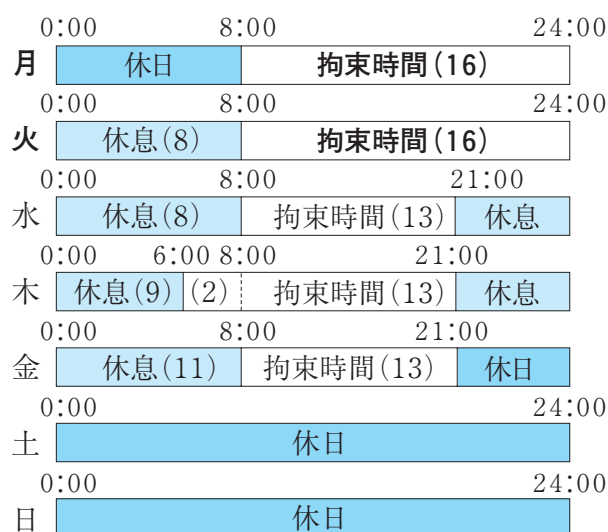 0:00 8:00 24:00
月 休日 拘束時間(16)
0:00 8:00 24:00
火 休息(8) 拘束時間(16)
0:00 8:00 21:00
水 休息(8) 拘束時間(13) 休息
0:00 6:00 8:00 21:00
木 休息(9) (2) 拘束時間(13) 休息
0:00 8:00 21:00
金 休息(11) 拘束時間(13) 休日
0:00 24:00
土 休日
0:00 24:00
日 休日